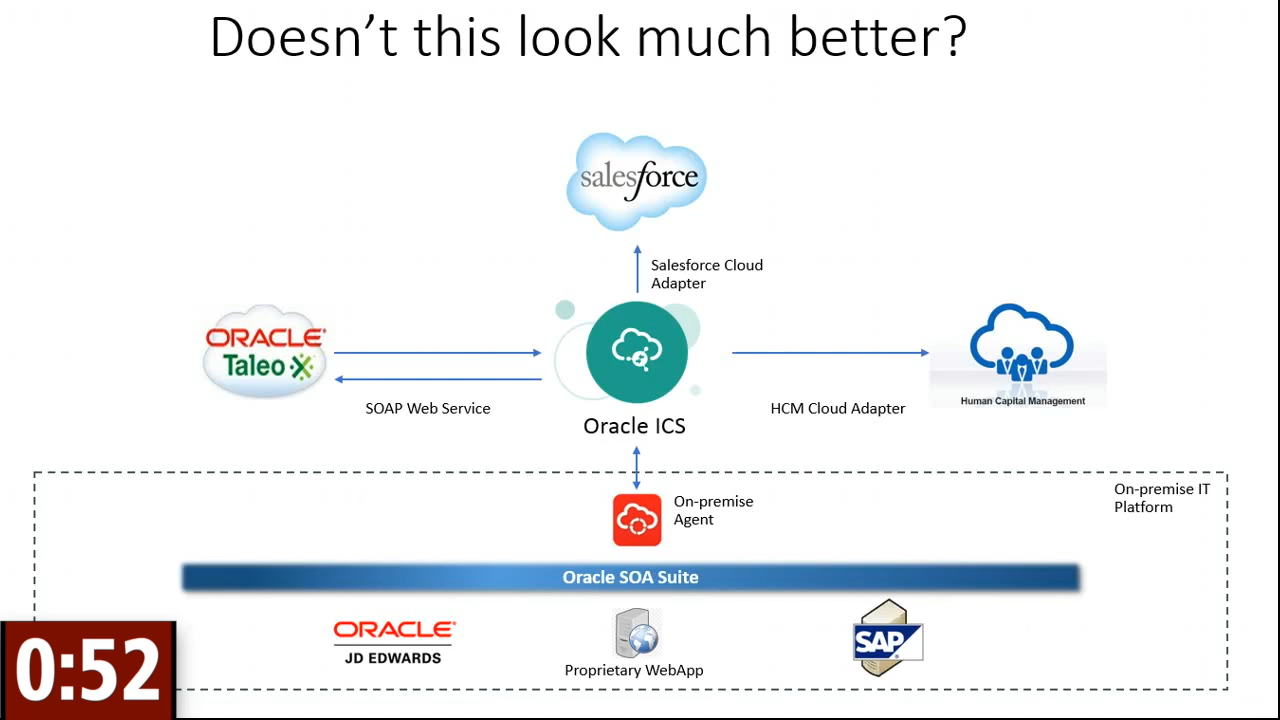 Doesn't this look much better?
salesforce
Salesforce Cloud
Adapter
ORACLE
Taleo
SOAP Web Service
Oracle ICS
HCM Cloud Adapter
Human Capital Management
On-premise IT
Platform
On-premise
Agent
Oracle SOA Suite
ORACLE
JD EDWARDS
Proprietary WebApp
SAP
0:52